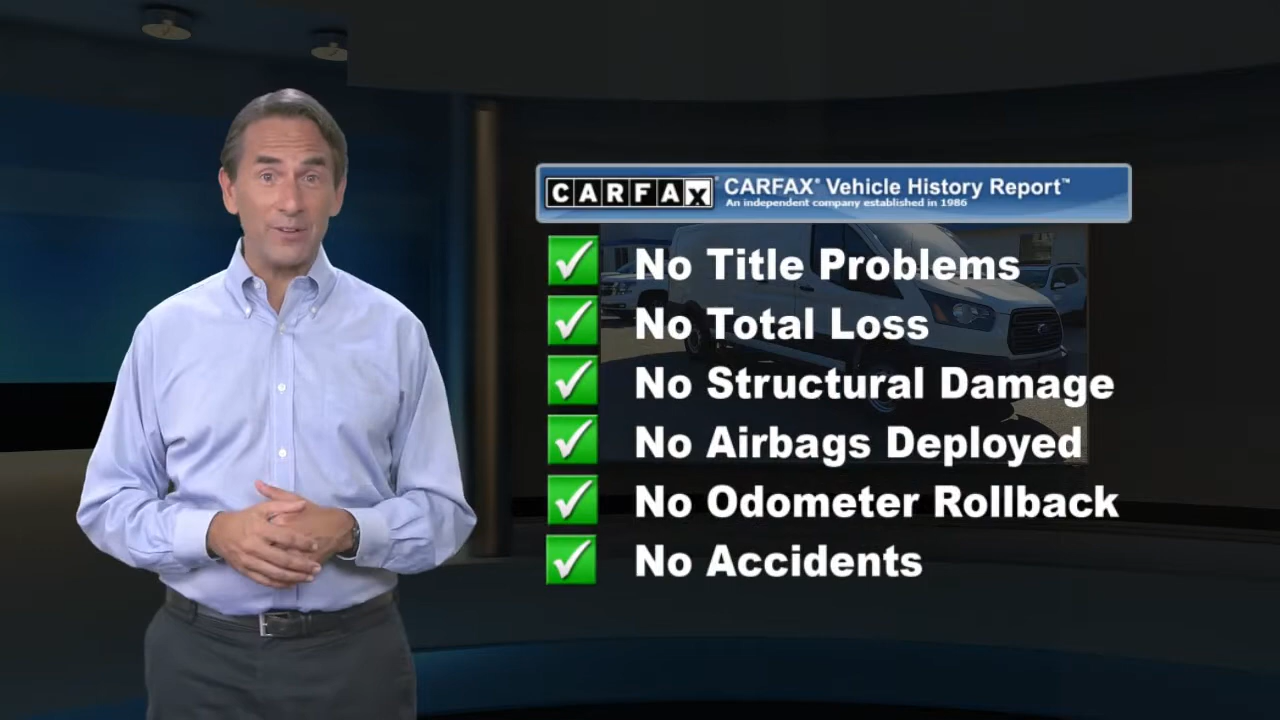 CARFAX® CARFAX® Vehicle History Report™
An independent company established in 1986
No Title Problems
No Total Loss
No Structural Damage
No Airbags Deployed
No Odometer Rollback
No Accidents